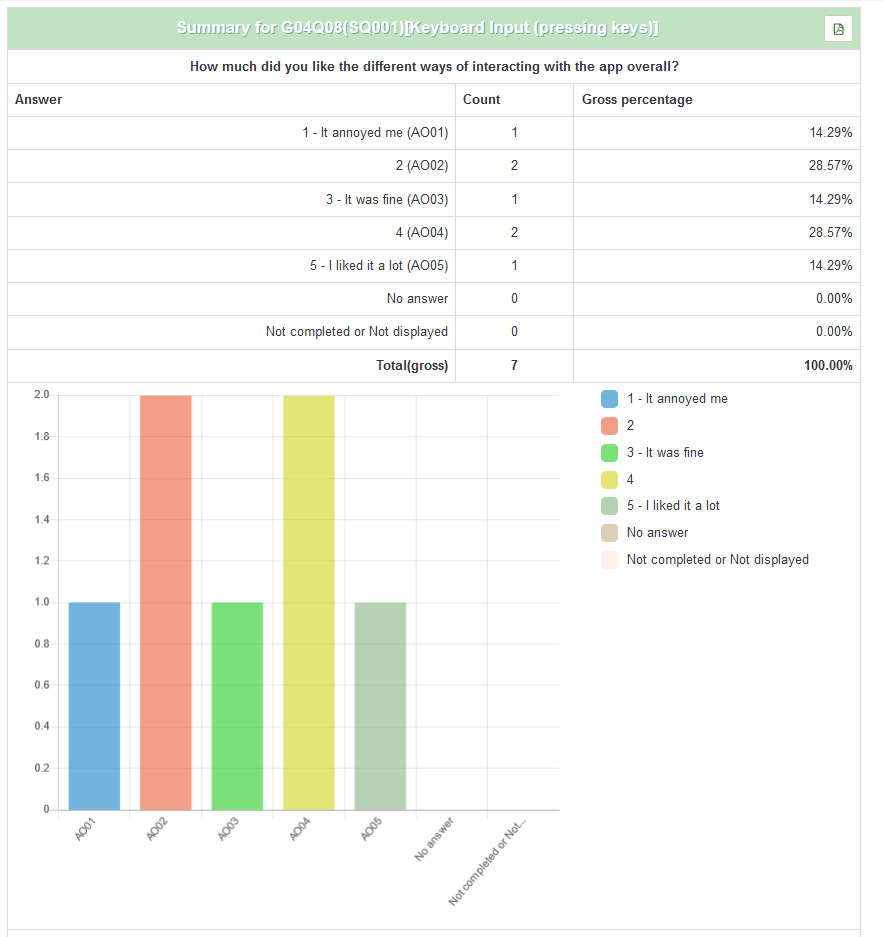 Summary for G04Q08(SQ001)[Keyboard Input (pressing keys)]
How much did you like the different ways of interacting with the app overall?
Answer Count Gross percentage
1 - It annoyed me (AO01) 1 14.29%
2 (AO02) 2 28.57%
3 - It was fine (AO03) 1 14.29%
4 (AO04) 2 28.57%
5 - I liked it a lot (AO05) 1 14.29%
No answer 0 0.00%
Not completed or Not displayed 0 0.00%
Total(gross) 7 100.00%
2.0
1.8
1.6
1.4
1.2
1.0
0.8
0.6
0.4
0.2
0
AO01
AO02
AO03
AO04
AO05
No answer
Not completed or Not...
1 - It annoyed me
2
3 - It was fine
4
5 - I liked it a lot
No answer
Not completed or Not displayed